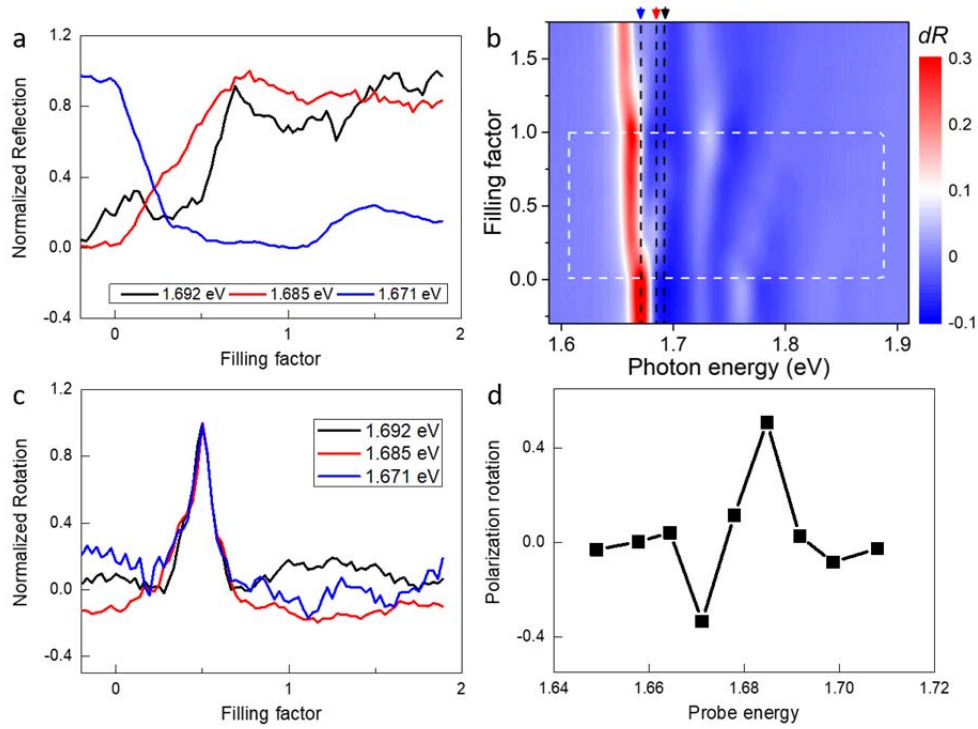 a
1.2
0.8
0.4
0.0
-0.4
Normalized Reflection
1.692 eV 1.685 eV 1.671 eV
0 1 2
Filling factor
b
dR
0.3
0.2
0.1
0
-0.1
1.5
1.0
0.5
0.0
Filling factor
1.6 1.7 1.8 1.9
Photon energy (eV)
c
1.2
0.8
0.4
0.0
-0.4
Normalized Rotation
1.692 eV
1.685 eV
1.671 eV
0 1 2
Filling factor
d
0.4
0.0
-0.4
Polarization rotation
1.64 1.66 1.68 1.70 1.72
Probe energy